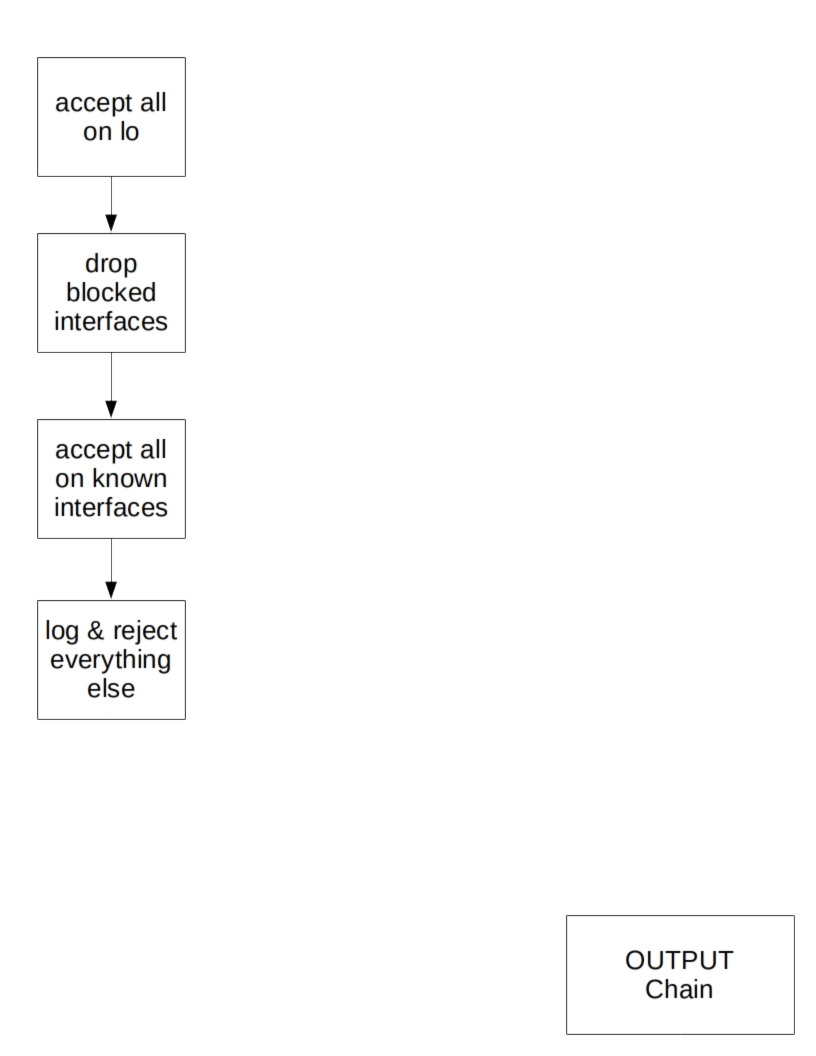 accept all
on lo
drop
blocked
interfaces
accept all
on known
interfaces
log & reject
everything
else
OUTPUT
Chain